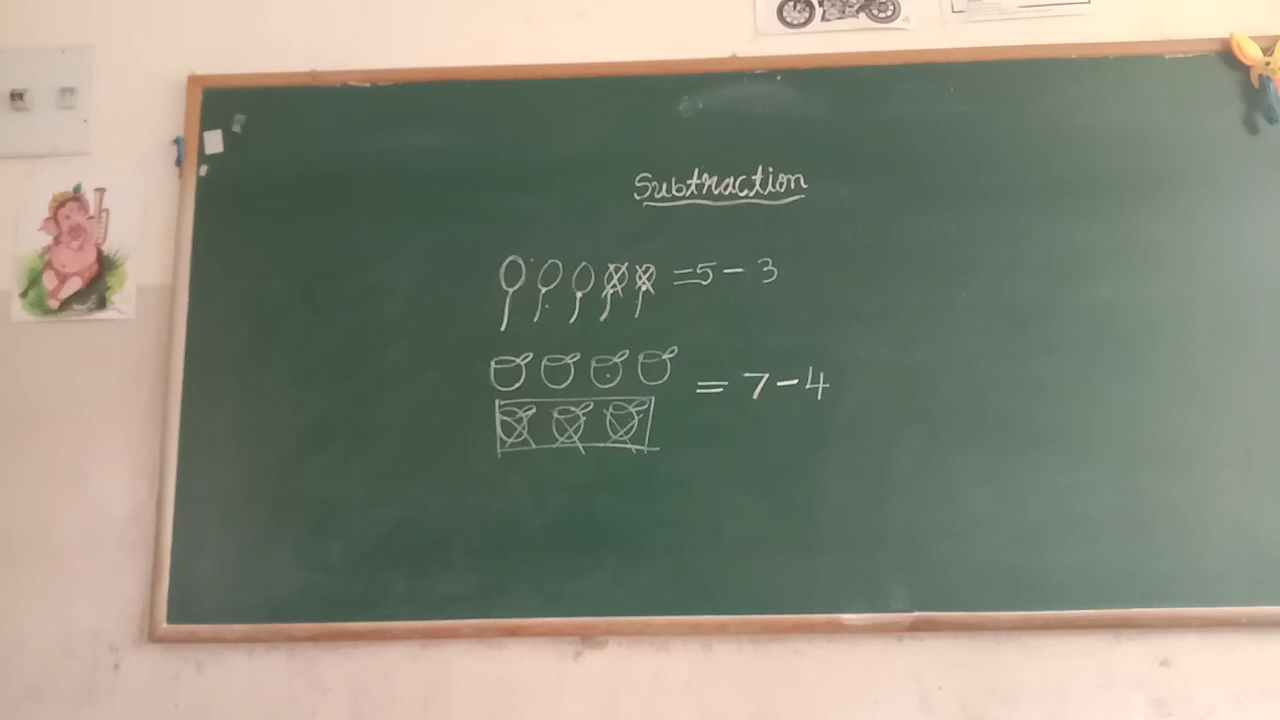 Subtraction
=5-3
= 7-4